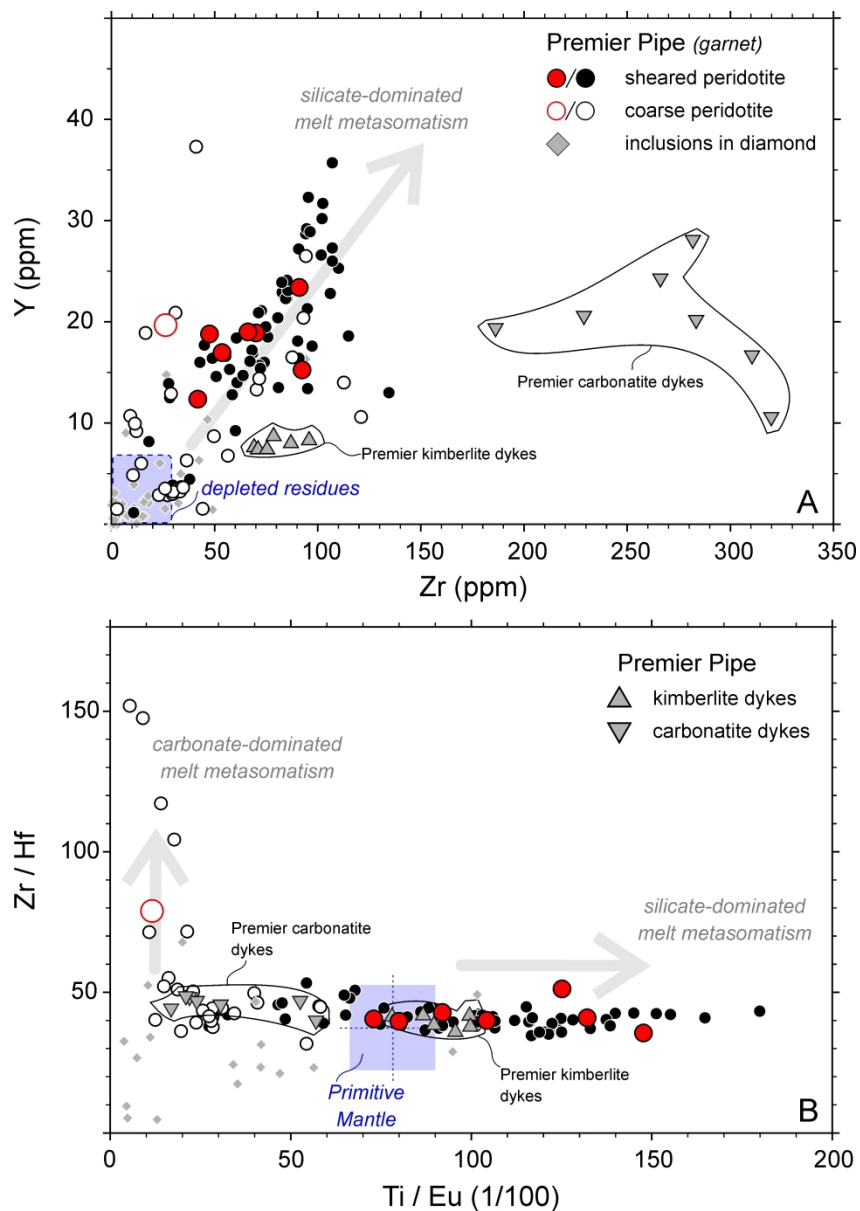 Premier Pipe (garnet)
/ sheared peridotite
/ coarse peridotite
inclusions in diamond
silicate-dominated
melt metasomatism
Y (ppm)
40
30
20
10
0
Premier carbonatite dykes
Premier kimberlite dykes
depleted residues
A
0 50 100 150 200 250 300 350
Zr (ppm)
Premier Pipe
kimberlite dykes
carbonatite dykes
carbonate-dominated
melt metasomatism
Zr / Hf
150
100
50
0
Premier carbonatite
dykes
silicate-dominated
melt metasomatism
Primitive
Mantle
Premier kimberlite
dykes
B
0 50 100 150 200
Ti / Eu (1/100)